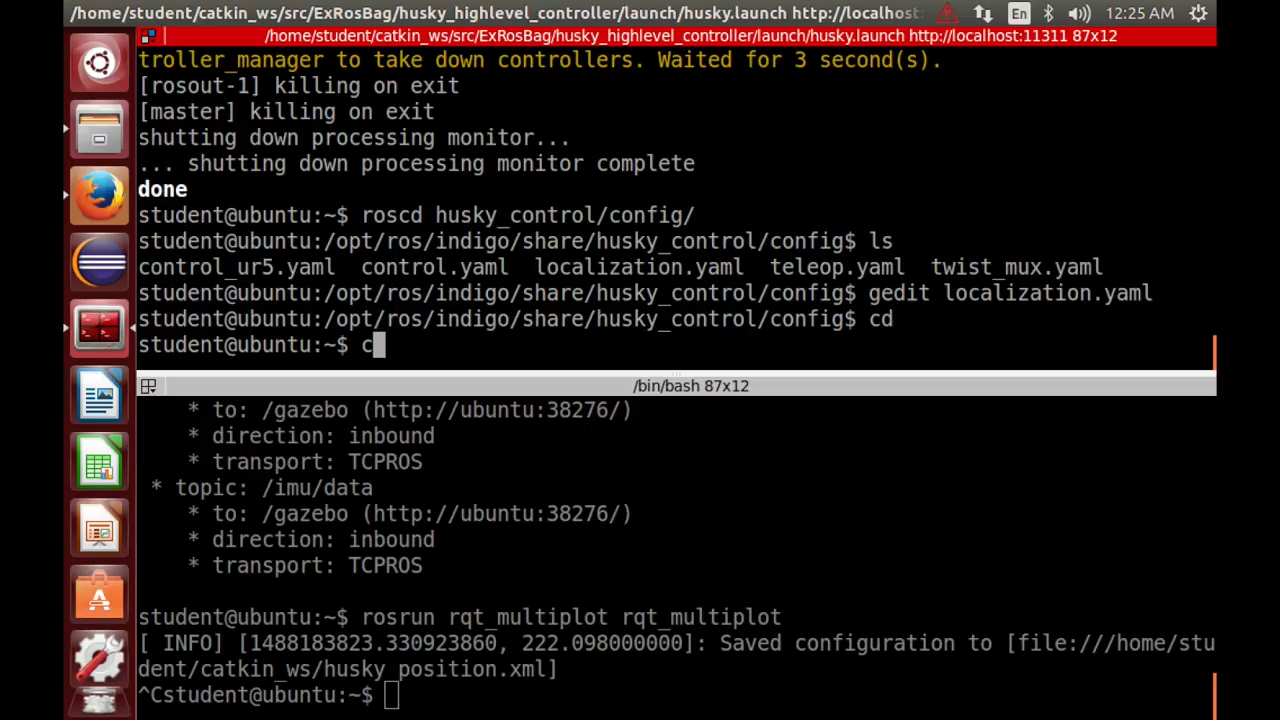 /home/student/catkin_ws/src/ExRosBag/husky_highlevel_controller/launch/husky.launch http://localhost:
En
12:25 AM
/home/student/catkin_ws/src/ExRosBag/husky_highlevel_controller/launch/husky.launch http://localhost:11311 87x12
troller_manager to take down controllers. Waited for 3 second(s).
[rosout-1] killing on exit
[master] killing on exit
shutting down processing monitor...
... shutting down processing monitor complete
done
student@ubuntu:~$ roscd husky_control/config/
student@ubuntu:/opt/ros/indigo/share/husky_control/config$ ls
control_ur5.yaml  control.yaml  localization.yaml  teleop.yaml  twist_mux.yaml
student@ubuntu:/opt/ros/indigo/share/husky_control/config$ gedit localization.yaml
student@ubuntu:/opt/ros/indigo/share/husky_control/config$ cd
student@ubuntu:~$ c
/bin/bash 87x12
* to: /gazebo (http://ubuntu:38276/)
* direction: inbound
* transport: TCPROS
* topic: /imu/data
* to: /gazebo (http://ubuntu:38276/)
* direction: inbound
* transport: TCPROS
student@ubuntu:~$ rosrun rqt_multiplot rqt_multiplot
[ INFO] [1488183823.330923860, 222.098000000]: Saved configuration to [file:///home/stu
dent/catkin_ws/husky_position.xml]
^Cstudent@ubuntu:~$